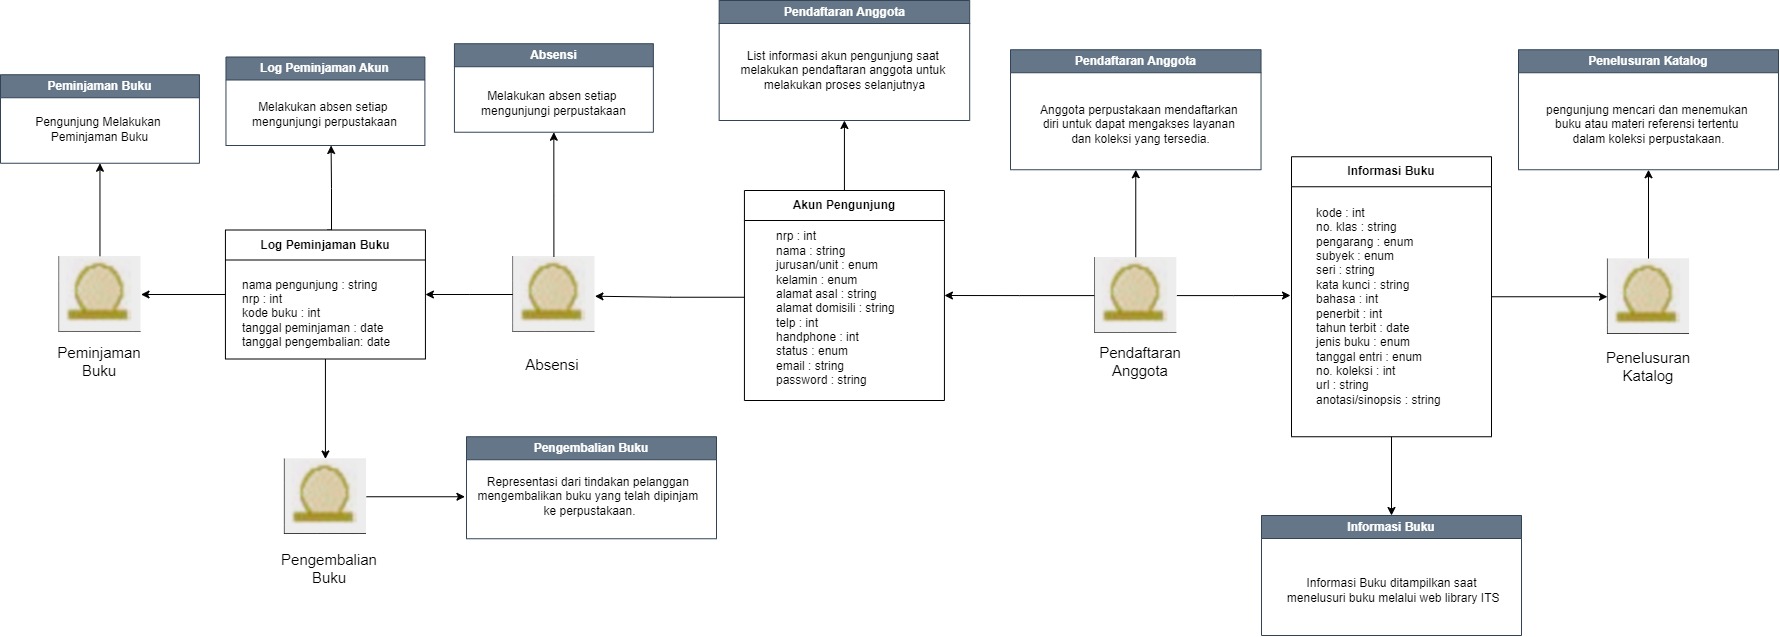 Peminjaman Buku
Pengunjung Melakukan
Peminjaman Buku
Log Peminjaman Akun
Melakukan absen setiap
mengunjungi perpustakaan
Absensi
Melakukan absen setiap
mengunjungi perpustakaan
Pendaftaran Anggota
List informasi akun pengunjung saat
melakukan pendaftaran anggota untuk
melakukan proses selanjutnya
Pendaftaran Anggota
Anggota perpustakaan mendaftarkan
diri untuk dapat mengakses layanan
dan koleksi yang tersedia.
Penelusuran Katalog
pengunjung mencari dan menemukan
buku atau materi referensi tertentu
dalam koleksi perpustakaan.
Peminjaman
Buku
Log Peminjaman Buku
nama pengunjung : string
nrp : int
kode buku : int
tanggal peminjaman : date
tanggal pengembalian: date
Absensi
Akun Pengunjung
nrp : int
nama : string
jurusan/unit : enum
kelamin : enum
alamat asal : string
alamat domisili : string
telp : int
handphone : int
status : enum
email : string
password : string
Pendaftaran
Anggota
Informasi Buku
kode : int
no. klas : string
pengarang : enum
subyek : enum
seri : string
kata kunci : string
bahasa : int
penerbit : int
tahun terbit : date
jenis buku : enum
tanggal entri : enum
no. koleksi : int
url : string
anotasi/sinopsis : string
Penelusuran
Katalog
Pengembalian
Buku
Pengembalian Buku
Representasi dari tindakan pelanggan
mengembalikan buku yang telah dipinjam
ke perpustakaan.
Informasi Buku
Informasi Buku ditampilkan saat
menelusuri buku melalui web library ITS